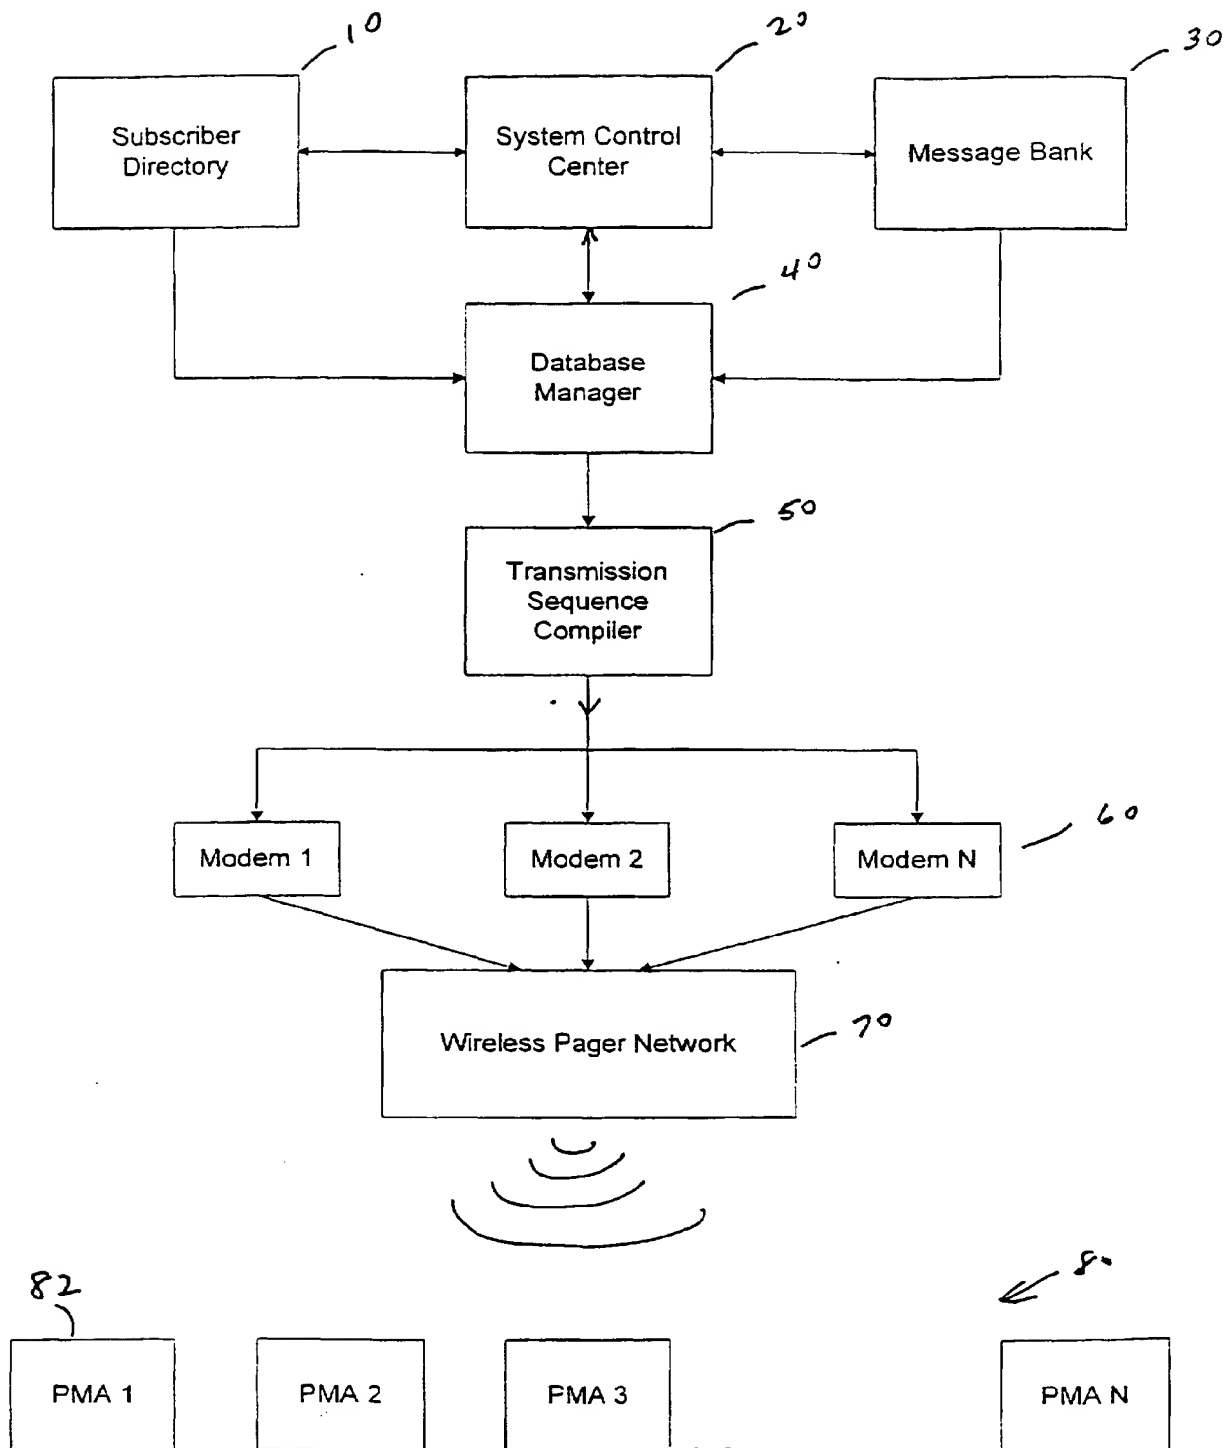 10
20
30
Subscriber
Directory
System Control
Center
Message Bank
40
Database
Manager
50
Transmission
Sequence
Compiler
60
Modem 1
Modem 2
Modem N
70
Wireless Pager Network
82
PMA 1
PMA 2
PMA 3
PMA N